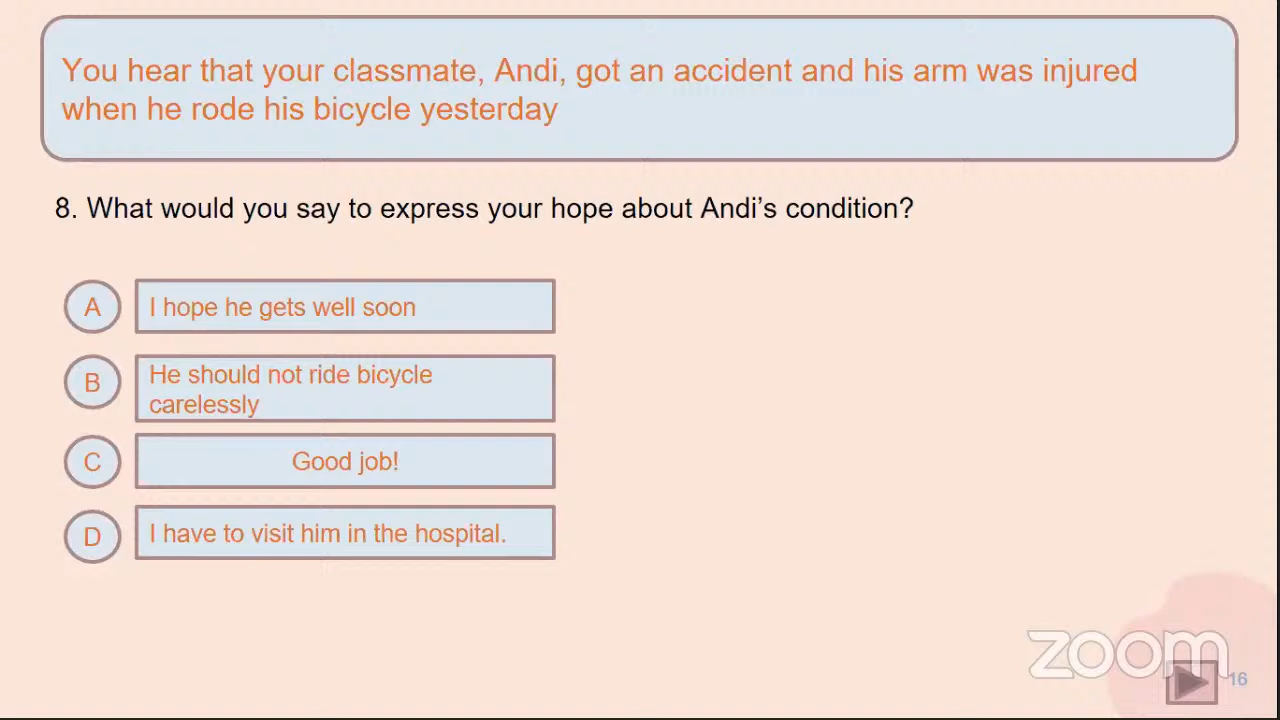 You hear that your classmate, Andi, got an accident and his arm was injured
when he rode his bicycle yesterday
8. What would you say to express your hope about Andi’s condition?
A I hope he gets well soon
B He should not ride bicycle
carelessly
C Good job!
D I have to visit him in the hospital.
zoom
16